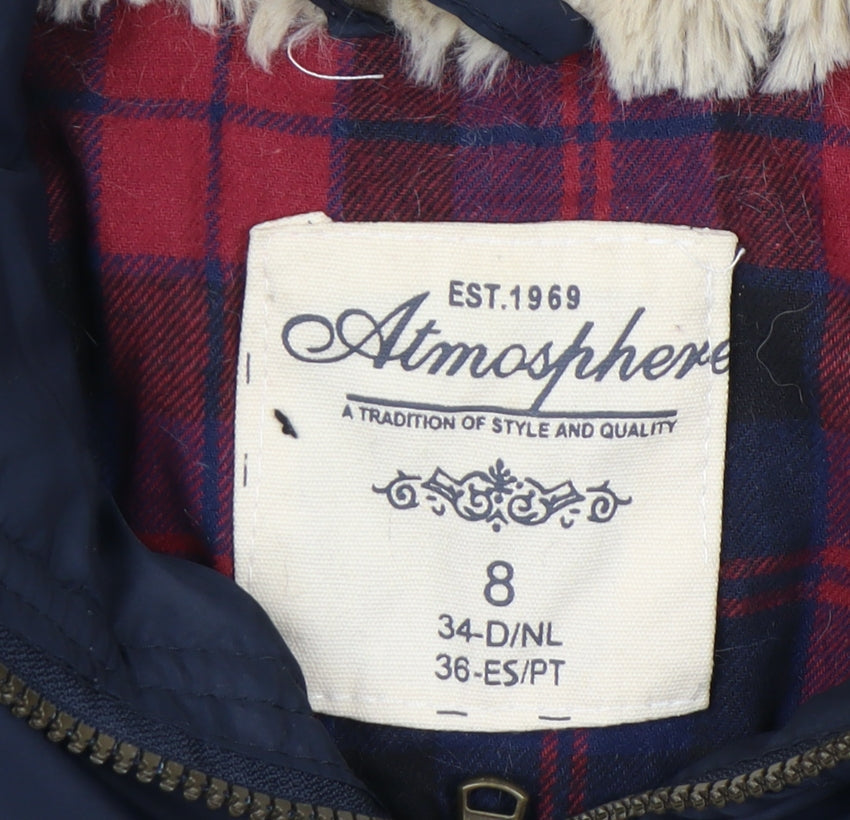 EST.1969
Atmosphere
A TRADITION OF STYLE AND QUALITY
8
34-D/NL
36-ES/PT